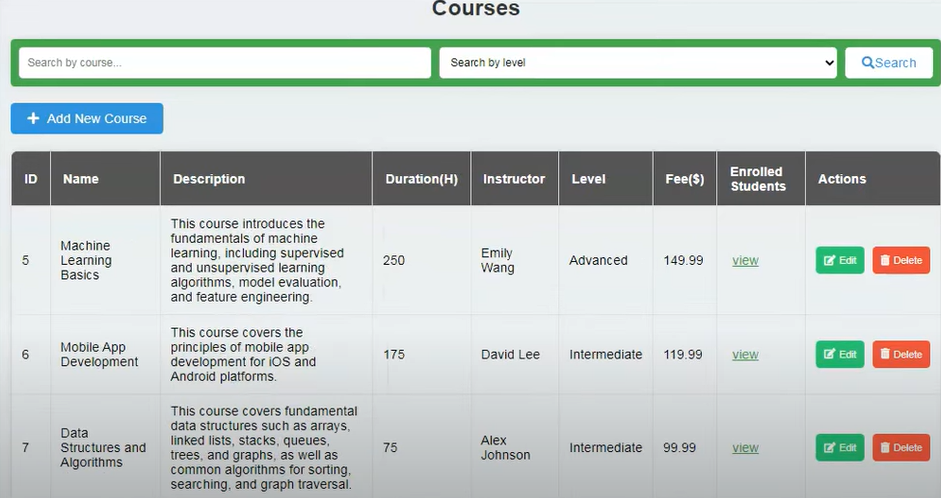 Courses
Search by course...
Search by level
Search
Add New Course
ID Name Description Duration(H) Instructor Level Fee($) Enrolled Students Actions
5
Machine
Learning
Basics
This course introduces the
fundamentals of machine
learning, including supervised
and unsupervised learning
algorithms, model evaluation,
and feature engineering.
250
Emily
Wang
Advanced
149.99
view
Edit
Delete
6
Mobile App
Development
This course covers the
principles of mobile app
development for iOS and
Android platforms.
175
David Lee
Intermediate
119.99
view
Edit
Delete
7
Data
Structures and
Algorithms
This course covers fundamental
data structures such as arrays,
linked lists, stacks, queues,
trees, and graphs, as well as
common algorithms for sorting,
searching, and graph traversal.
75
Alex
Johnson
Intermediate
99.99
view
Edit
Delete